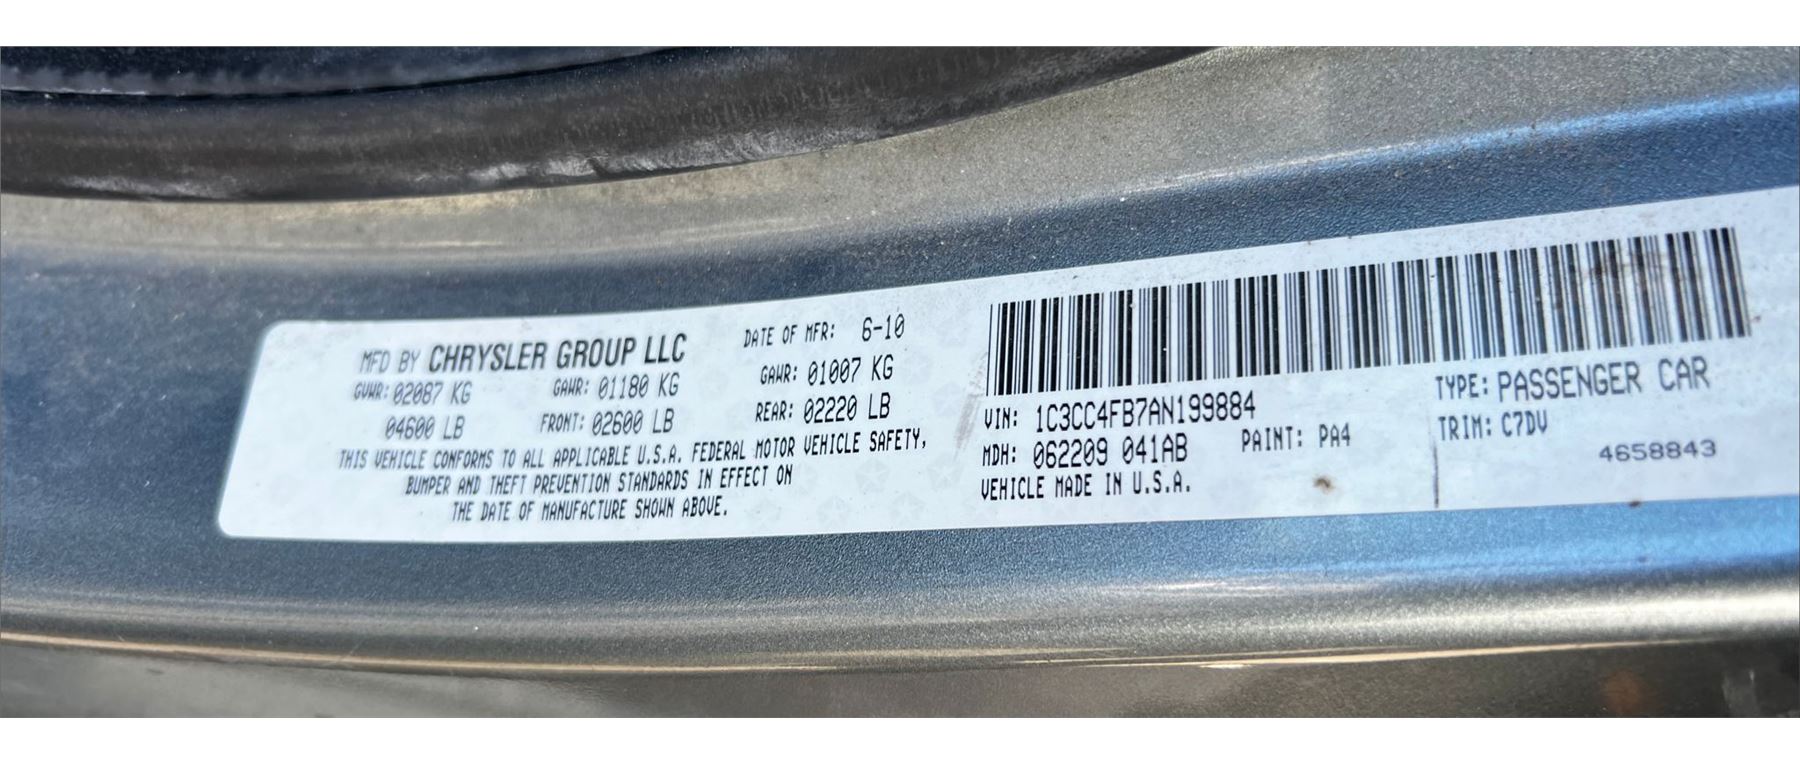 MFD BY CHRYSLER GROUP LLC
DATE OF MFR: 6-10
GVWR: 02087 KG GAWR: 01180 KG GAWR: 01007 KG
04600 LB FRONT: 02600 LB REAR: 02220 LB
THIS VEHICLE CONFORMS TO ALL APPLICABLE U.S.A. FEDERAL MOTOR VEHICLE SAFETY,
BUMPER AND THEFT PREVENTION STANDARDS IN EFFECT ON
THE DATE OF MANUFACTURE SHOWN ABOVE.
VIN: 1C3CC4FB7AN199884
MDH: 062209 041AB PAINT: PA4
VEHICLE MADE IN U.S.A.
TYPE: PASSENGER CAR
TRIM: C7DV
4658843